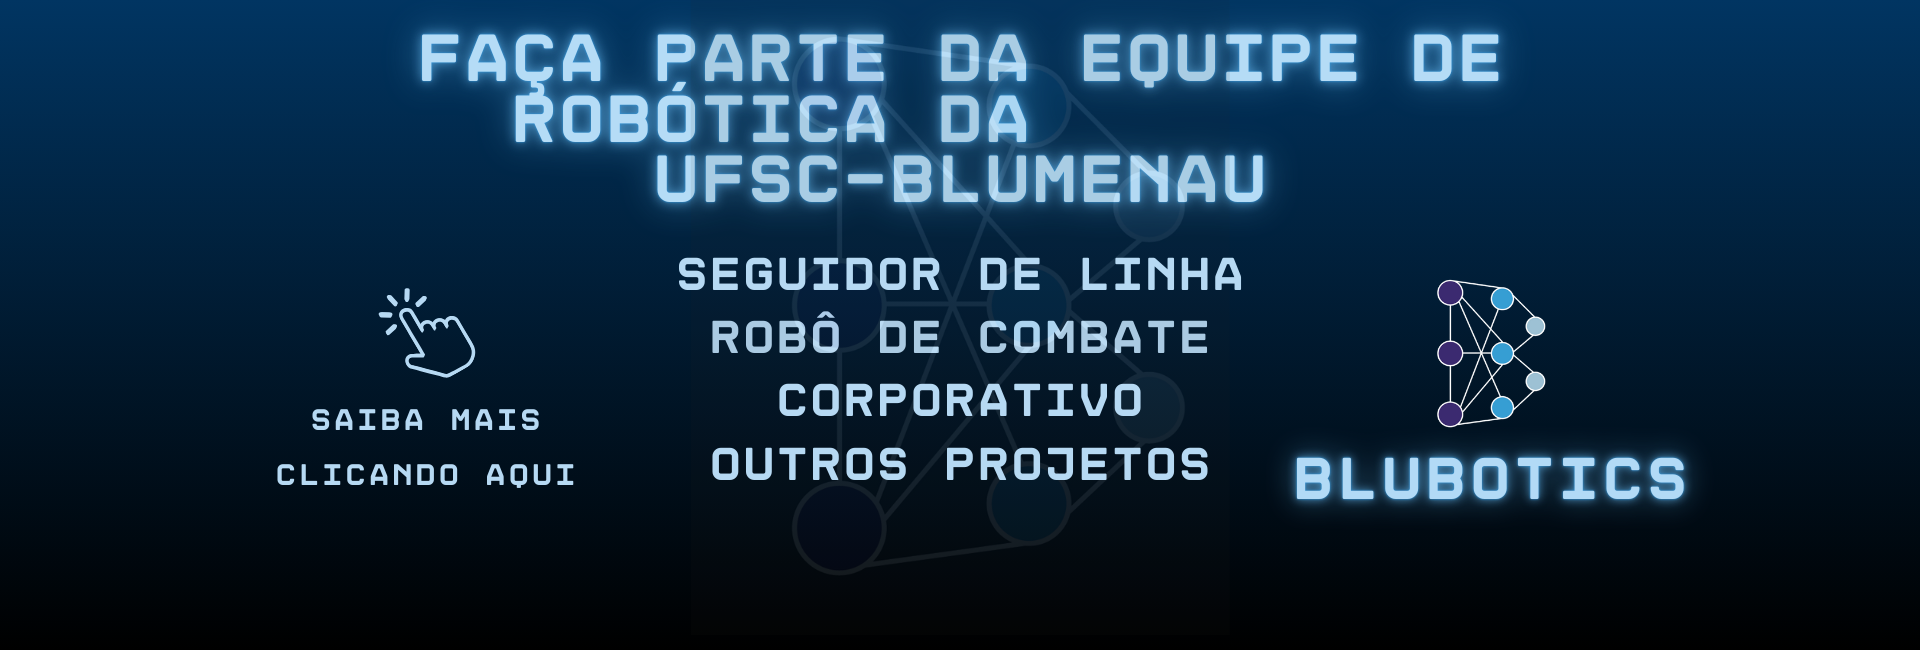 FAÇA PARTE DA EQUIPE DE
ROBÓTICA DA
UFSC-BLUMENAU
SEGUIDOR DE LINHA
ROBÔ DE COMBATE
CORPORATIVO
OUTROS PROJETOS
SAIBA MAIS
CLICANDO AQUI
BLUBOTICS